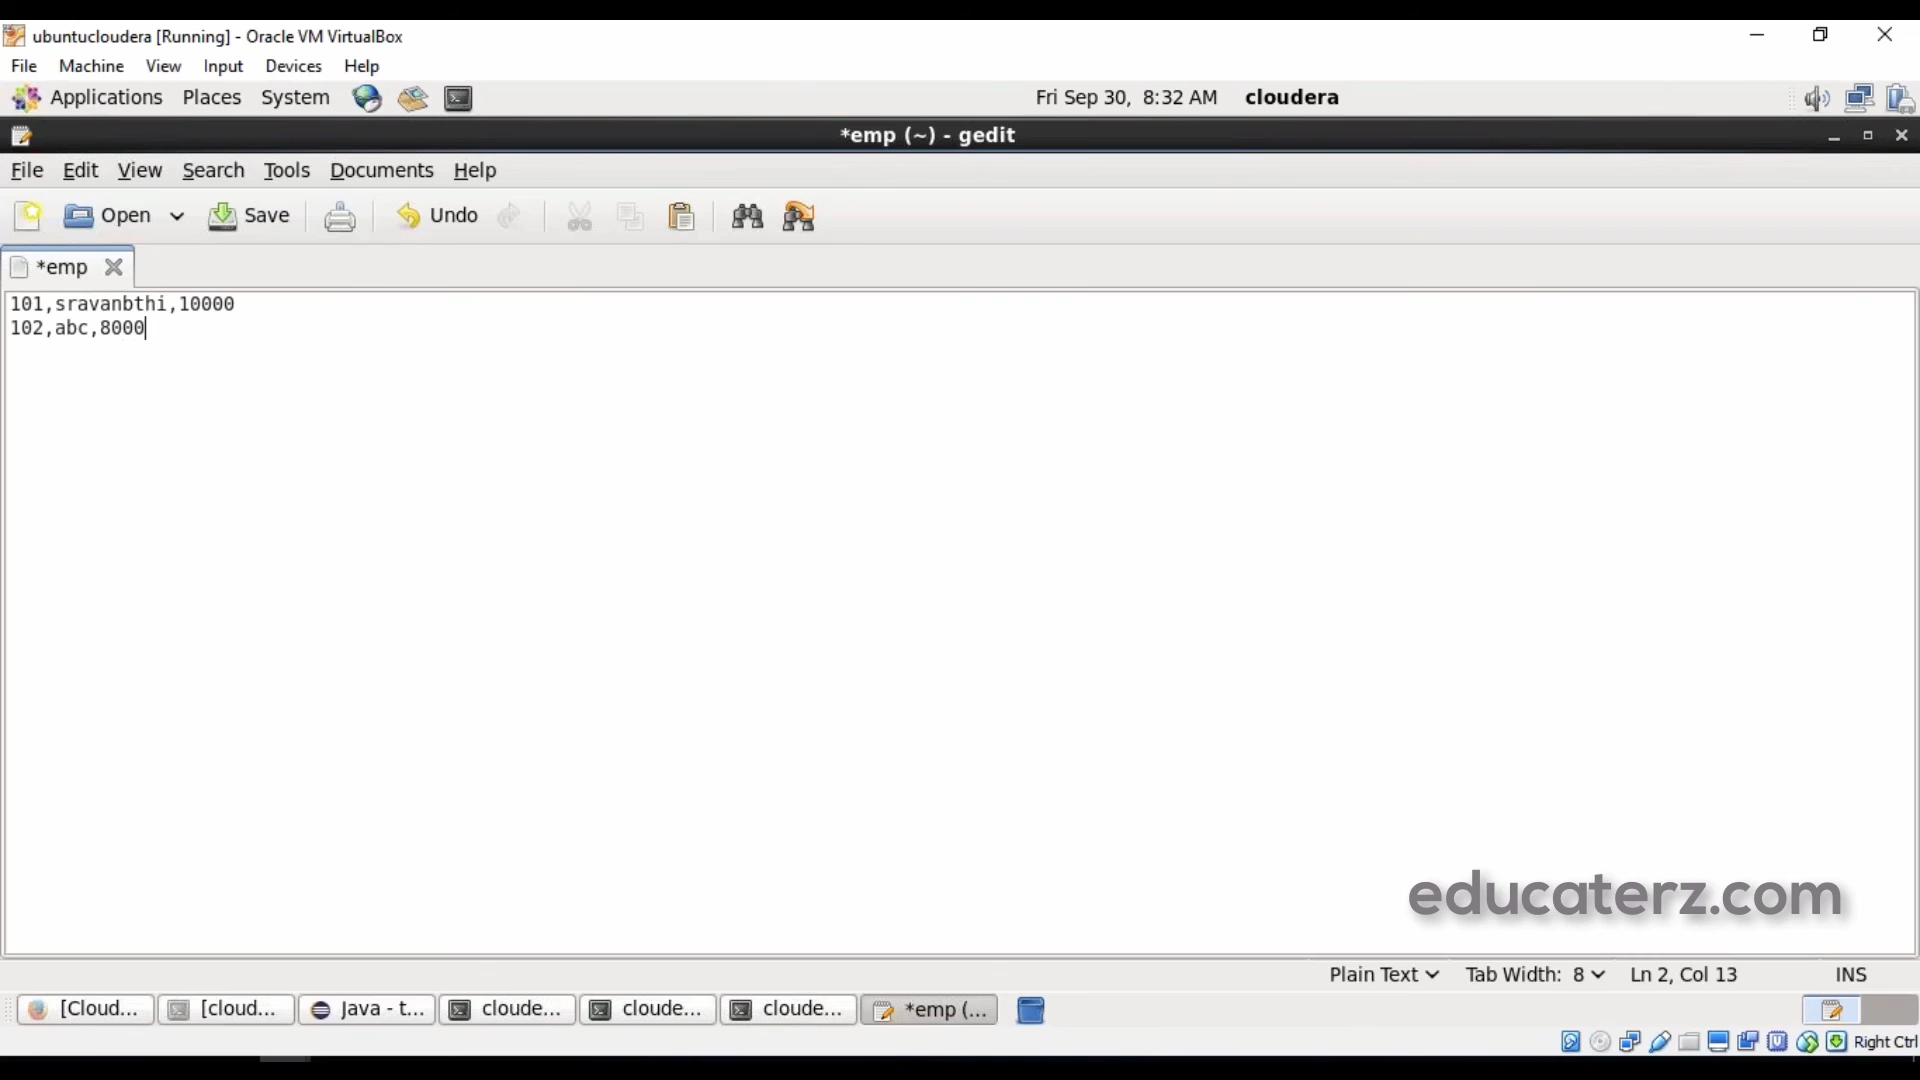 ubuntucloudera [Running] - Oracle VM VirtualBox
File Machine View Input Devices Help
Applications Places System Fri Sep 30, 8:32 AM cloudera
*emp (~) - gedit
File Edit View Search Tools Documents Help
Open Save Undo
*emp
101,sravanbthi,10000
102,abc,8000
educaterz.com
Plain Text Tab Width: 8 Ln 2, Col 13 INS
[Cloud... [cloud... Java - t... cloude... cloude... cloude... *emp (...
Right Ctrl